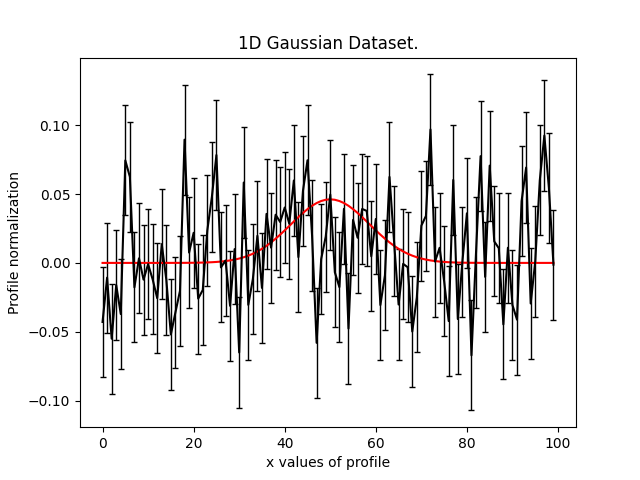 1D Gaussian Dataset.
Profile normalization
0.10
0.05
0.00
−0.05
−0.10
0 20 40 60 80 100
x values of profile